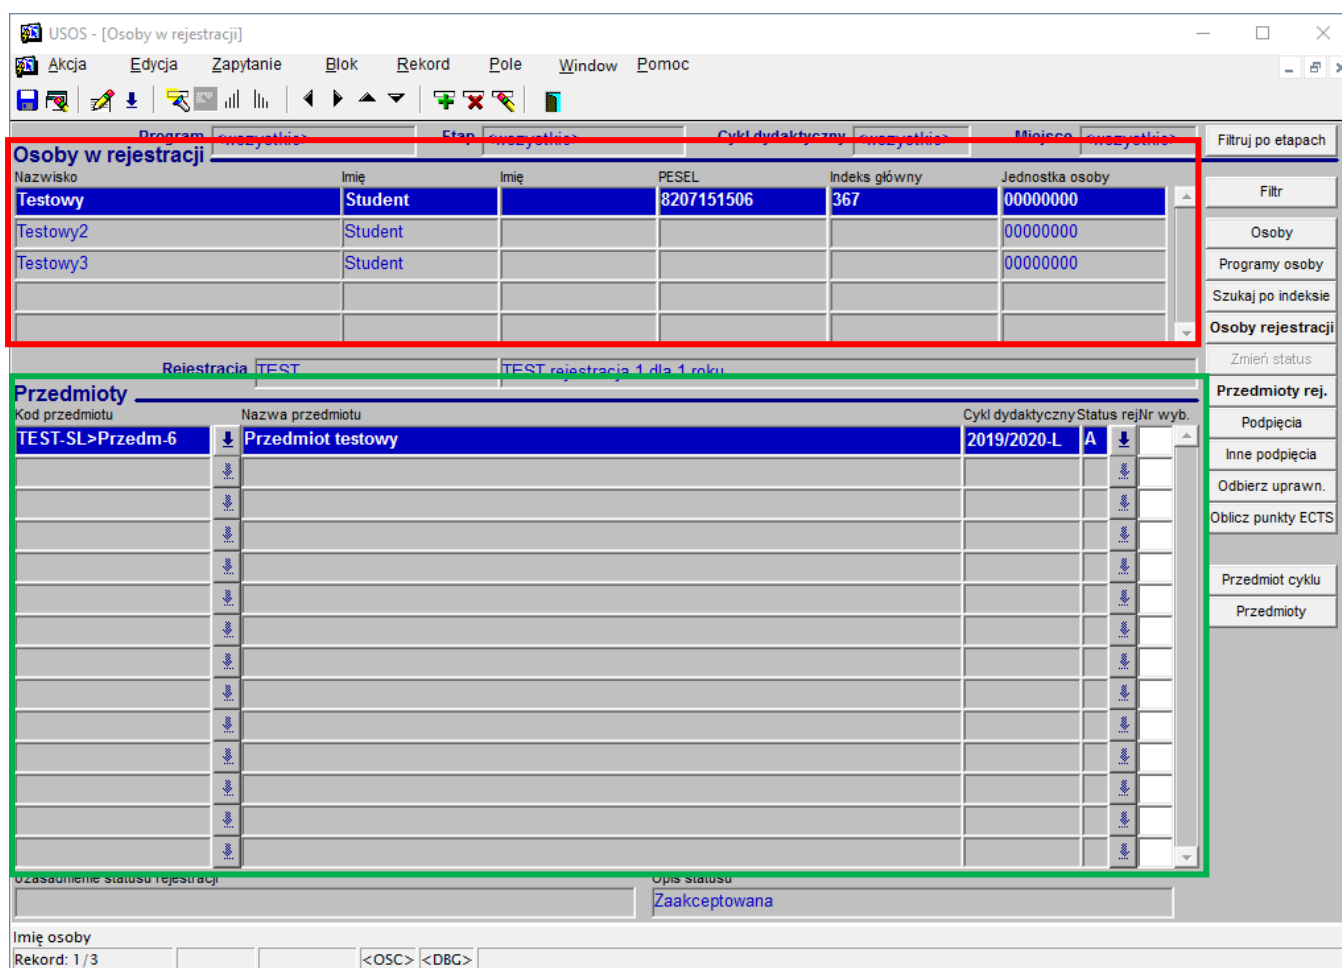 USOS - [Osoby w rejestracji]
Akcja Edycja Zapytanie Blok Rekord Pole Window Pomoc
Program <wszystkie> Etap <wszystkie> Cykl dydaktyczny <wszystkie> Miejsce <wszystkie> Filtruj po etapach
Osoby w rejestracji
Nazwisko Imię Imię PESEL Indeks główny Jednostka osoby
Filtr
Testowy Student 8207151506 367 00000000
Testowy2 Student 00000000 Osoby
Testowy3 Student 00000000 Programy osoby
Szukaj po indeksie
Osoby rejestracji
Zmień status
Rejestracja TEST TEST rejestracja 1 dla 1 roku
Przedmioty
Przedmioty rej.
Kod przedmiotu Nazwa przedmiotu Cykl dydaktyczny Status rej Nr wyb.
Podpięcia
TEST-SL>Przedm-6 Przedmiot testowy 2019/2020-L A
Inne podpięcia
Odbierz uprawn.
Oblicz punkty ECTS
Przedmiot cyklu
Przedmioty
Uzasadnienie statusu rejestracji Opis statusu
Zaakceptowana
Imię osoby
Rekord: 1/3 <OSC> <DBG>